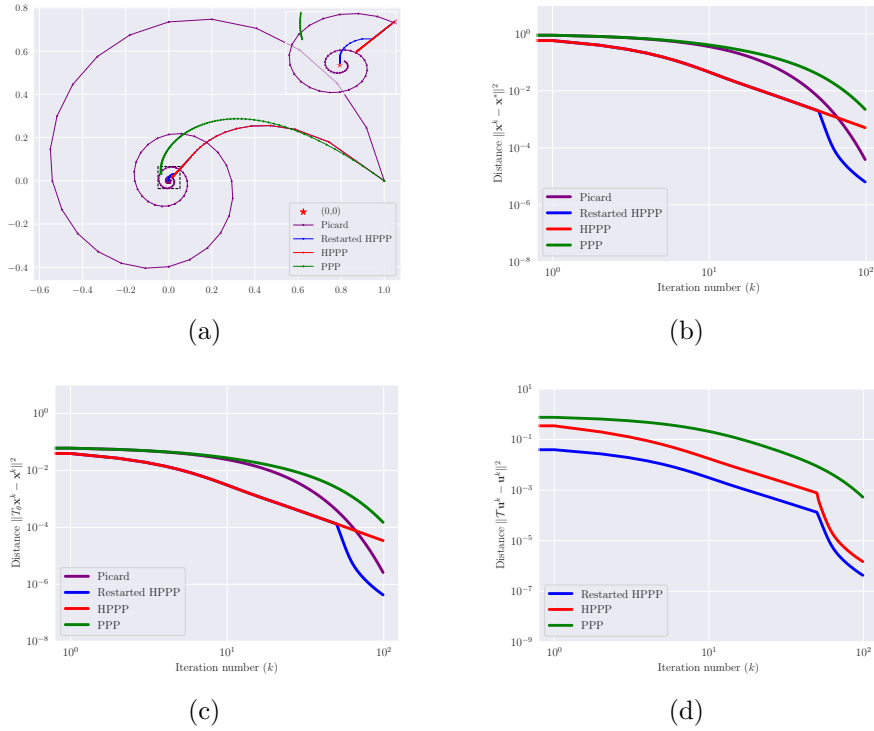 0.8
0.6
0.4
0.2
0.0
−0.2
−0.4
−0.6 −0.4 −0.2 0.0 0.2 0.4 0.6 0.8 1.0
(0,0)
Picard
Restarted HPPP
HPPP
PPP
(a)
Distance ||x^k − x*||^2
10^0
10^−2
10^−4
10^−6
10^−8
10^0 10^1 10^2
Iteration number (k)
Picard
Restarted HPPP
HPPP
PPP
(b)
Distance ||T_θx^k − x^k||^2
10^0
10^−2
10^−4
10^−6
10^−8
10^0 10^1 10^2
Iteration number (k)
Picard
Restarted HPPP
HPPP
PPP
(c)
Distance ||𝒯u^k − u^k||^2
10^1
10^−1
10^−3
10^−5
10^−7
10^−9
10^0 10^1 10^2
Iteration number (k)
Restarted HPPP
HPPP
PPP
(d)